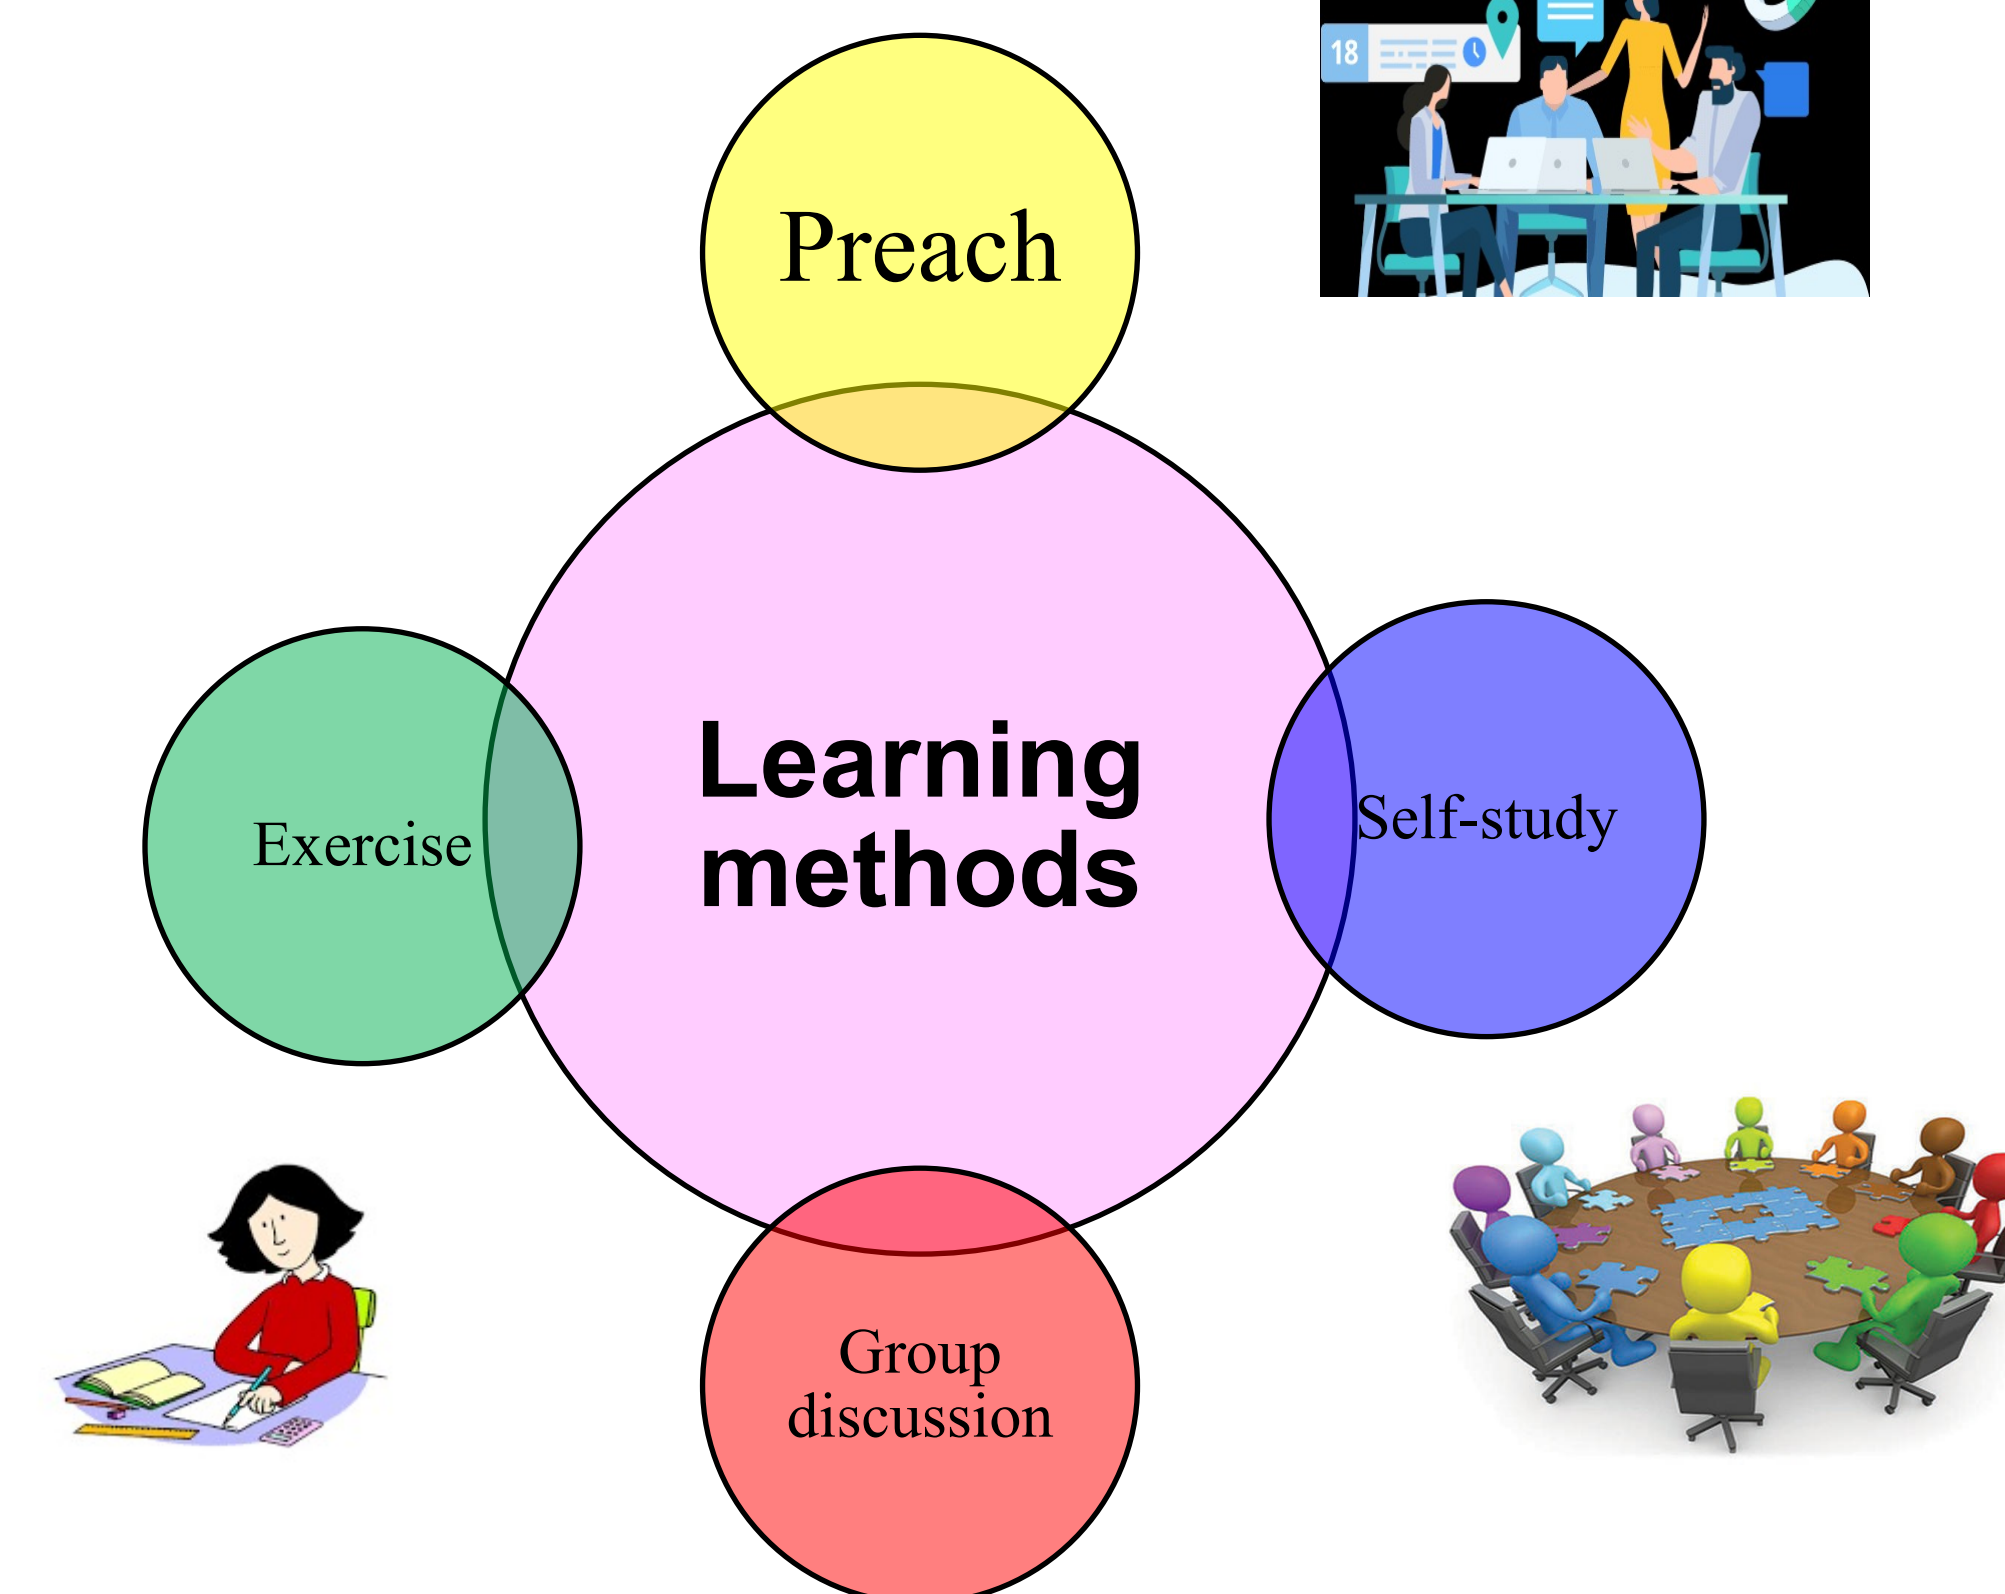 18
Preach
Learning
methods
Exercise
Self-study
Group
discussion